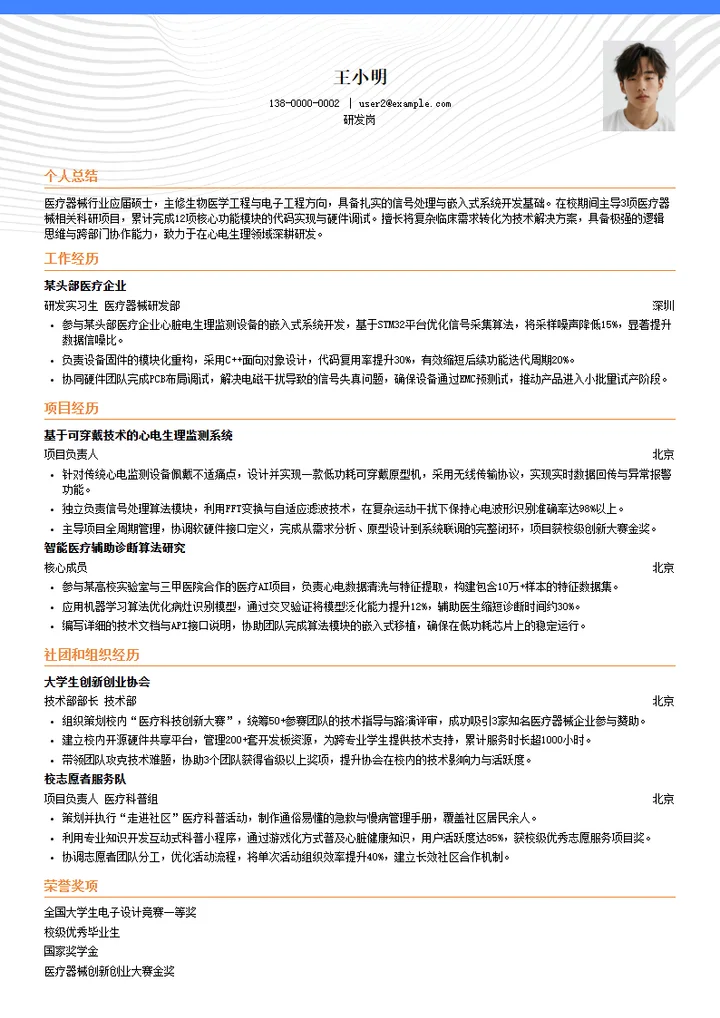 王小明
138-0000-0002 | user2@example.com
研发岗
个人总结
医疗器械行业应届硕士，主修生物医学工程与电子工程方向，具备扎实的信号处理与嵌入式系统开发基础。在校期间主导3项医疗器
械相关科研项目，累计完成12项核心功能模块的代码实现与硬件调试。擅长将复杂临床需求转化为技术解决方案，具备极强的逻辑
思维与跨部门协作能力，致力于在心电生理领域深耕研发。
工作经历
某头部医疗企业
研发实习生 医疗器械研发部 深圳
• 参与某头部医疗企业心脏电生理监测设备的嵌入式系统开发，基于STM32平台优化信号采集算法，将采样噪声降低15%，显著提升
数据信噪比。
• 负责设备固件的模块化重构，采用C++面向对象设计，代码复用率提升30%，有效缩短后续功能迭代周期20%。
• 协同硬件团队完成PCB布局调试，解决电磁干扰导致的信号失真问题，确保设备通过EMC预测试，推动产品进入小批量试产阶段。
项目经历
基于可穿戴技术的心电生理监测系统
项目负责人 北京
• 针对传统心电监测设备佩戴不适痛点，设计并实现一款低功耗可穿戴原型机，采用无线传输协议，实现实时数据回传与异常报警
功能。
• 独立负责信号处理算法模块，利用FFT变换与自适应滤波技术，在复杂运动干扰下保持心电波形识别准确率达98%以上。
• 主导项目全周期管理，协调软硬件接口定义，完成从需求分析、原型设计到系统联调的完整闭环，项目获校级创新大赛金奖。
智能医疗辅助诊断算法研究
核心成员 北京
• 参与某高校实验室与三甲医院合作的医疗AI项目，负责心电数据清洗与特征提取，构建包含10万+样本的特征数据集。
• 应用机器学习算法优化病灶识别模型，通过交叉验证将模型泛化能力提升12%，辅助医生缩短诊断时间约30%。
• 编写详细的技术文档与API接口说明，协助团队完成算法模块的嵌入式移植，确保在低功耗芯片上的稳定运行。
社团和组织经历
大学生创新创业协会
技术部部长 技术部 北京
• 组织策划校内“医疗科技创新大赛”，统筹50+参赛团队的技术指导与路演评审，成功吸引3家知名医疗器械企业参与赞助。
• 建立校内开源硬件共享平台，管理200+套开发板资源，为跨专业学生提供技术支持，累计服务时长超1000小时。
• 带领团队攻克技术难题，协助3个团队获得省级以上奖项，提升协会在校内的技术影响力与活跃度。
校志愿者服务队
项目负责人 医疗科普组 北京
• 策划并执行“走进社区”医疗科普活动，制作通俗易懂的急救与慢病管理手册，覆盖社区居民余人。
• 利用专业知识开发互动式科普小程序，通过游戏化方式普及心脏健康知识，用户活跃度达85%，获校级优秀志愿服务项目奖。
• 协调志愿者团队分工，优化活动流程，将单次活动组织效率提升40%，建立长效社区合作机制。
荣誉奖项
全国大学生电子设计竞赛一等奖
校级优秀毕业生
国家奖学金
医疗器械创新创业大赛金奖